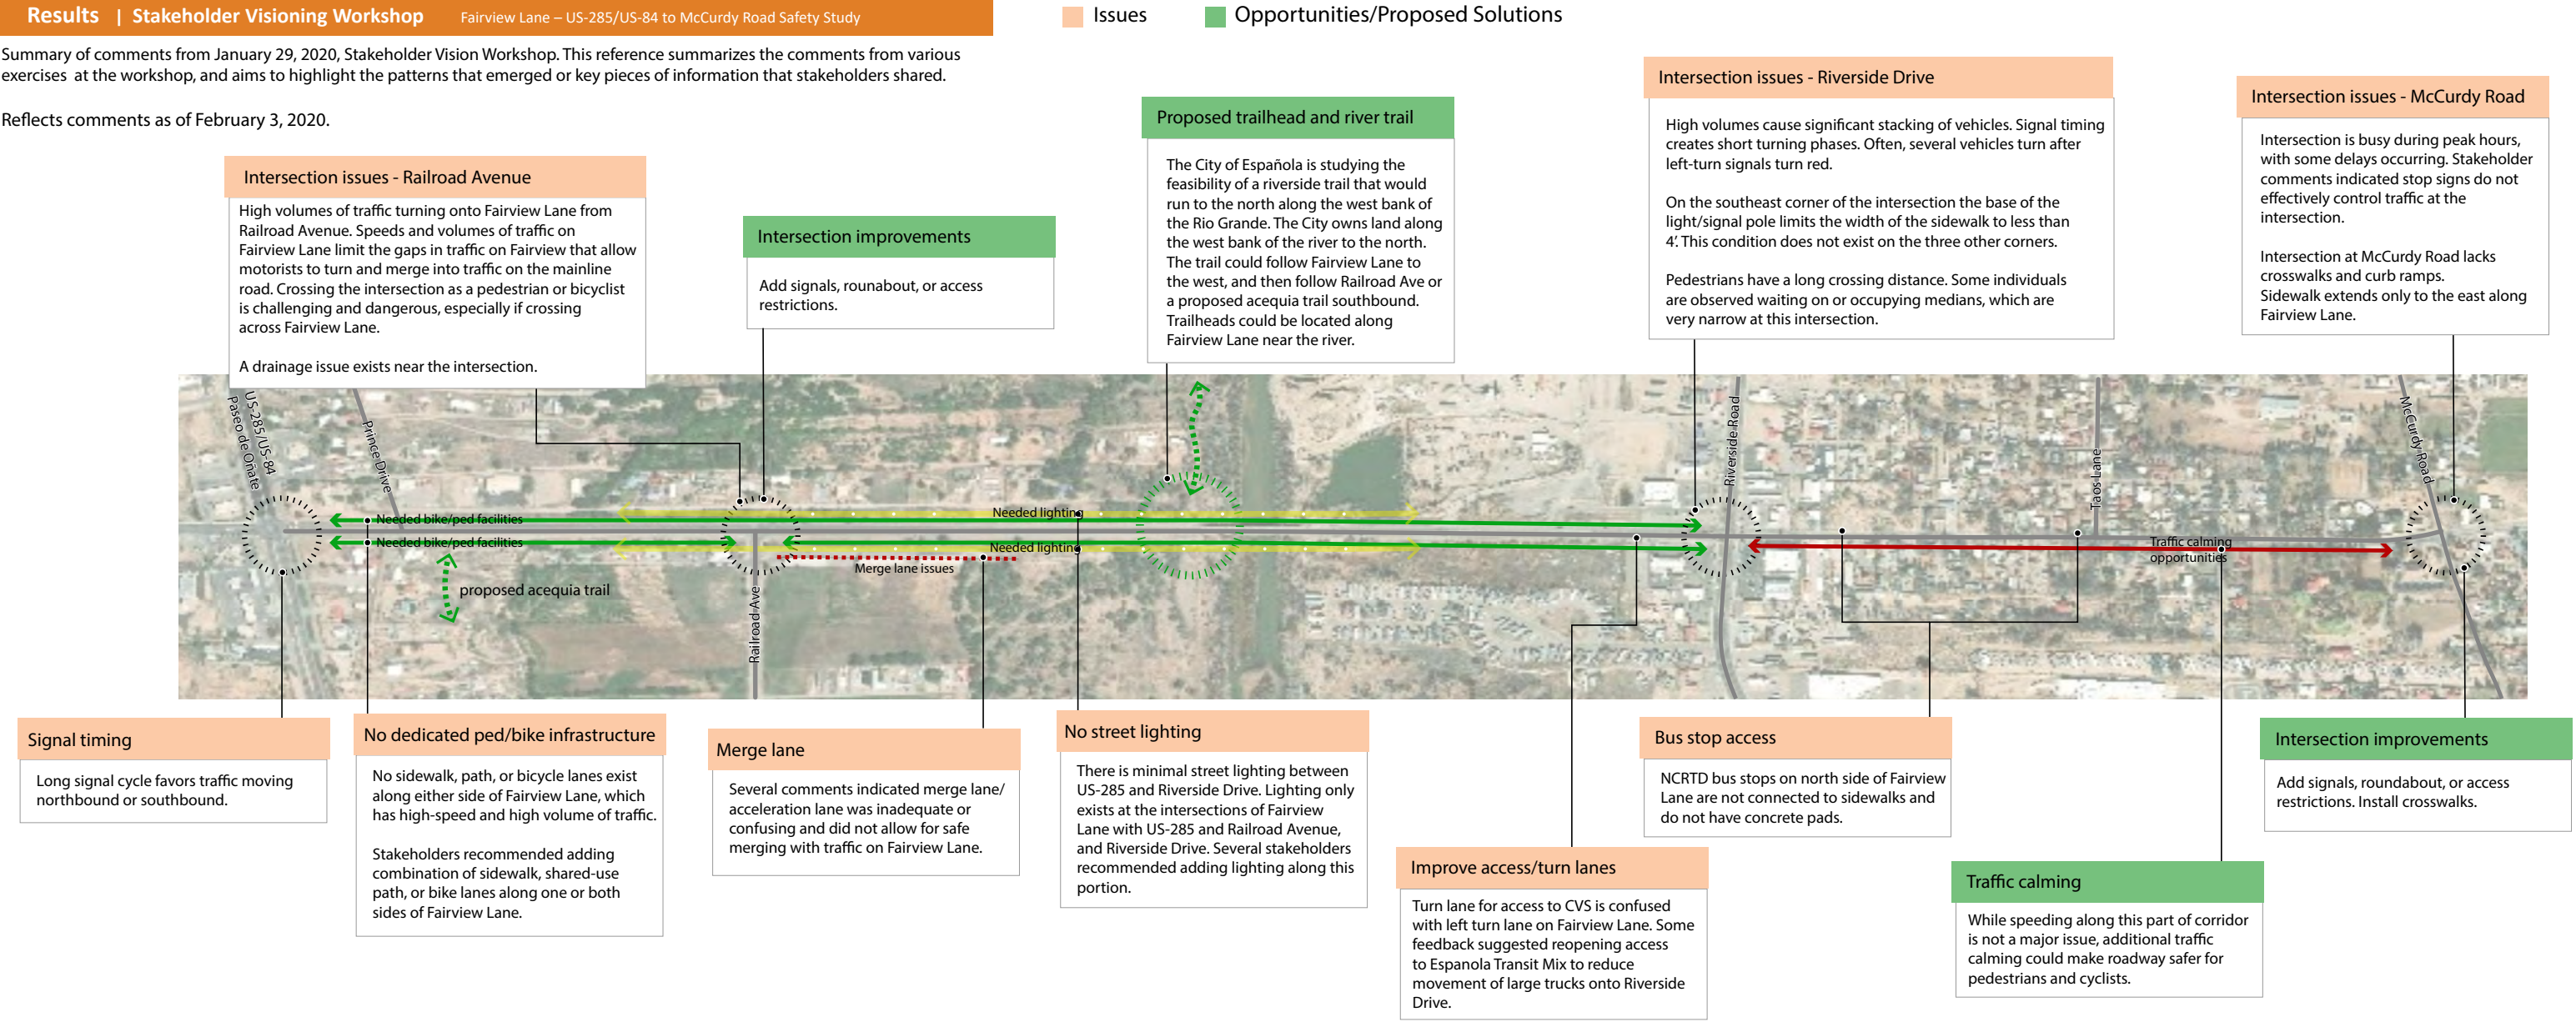 Results | Stakeholder Visioning Workshop Fairview Lane – US-285/US-84 to McCurdy Road Safety Study
Issues
Opportunities/Proposed Solutions
Summary of comments from January 29, 2020, Stakeholder Vision Workshop. This reference summarizes the comments from various
exercises at the workshop, and aims to highlight the patterns that emerged or key pieces of information that stakeholders shared.
Reflects comments as of February 3, 2020.
Intersection issues - Railroad Avenue
High volumes of traffic turning onto Fairview Lane from
Railroad Avenue. Speeds and volumes of traffic on
Fairview Lane limit the gaps in traffic on Fairview that allow
motorists to turn and merge into traffic on the mainline
road. Crossing the intersection as a pedestrian or bicyclist
is challenging and dangerous, especially if crossing
across Fairview Lane.
A drainage issue exists near the intersection.
Intersection improvements
Add signals, rounabout, or access
restrictions.
Proposed trailhead and river trail
The City of Española is studying the
feasibility of a riverside trail that would
run to the north along the west bank of
the Rio Grande. The City owns land along
the west bank of the river to the north.
The trail could follow Fairview Lane to
the west, and then follow Railroad Ave or
a proposed acequia trail southbound.
Trailheads could be located along
Fairview Lane near the river.
Intersection issues - Riverside Drive
High volumes cause significant stacking of vehicles. Signal timing
creates short turning phases. Often, several vehicles turn after
left-turn signals turn red.
On the southeast corner of the intersection the base of the
light/signal pole limits the width of the sidewalk to less than
4'. This condition does not exist on the three other corners.
Pedestrians have a long crossing distance. Some individuals
are observed waiting on or occupying medians, which are
very narrow at this intersection.
Intersection issues - McCurdy Road
Intersection is busy during peak hours,
with some delays occurring. Stakeholder
comments indicated stop signs do not
effectively control traffic at the
intersection.
Intersection at McCurdy Road lacks
crosswalks and curb ramps.
Sidewalk extends only to the east along
Fairview Lane.
US-285/US-84
Paseo de Oñate
Prince Drive
Needed bike/ped facilities
Needed bike/ped facilities
proposed acequia trail
Railroad Ave
Merge lane issues
Needed lighting
Needed lighting
Riverside Road
Taos Lane
Traffic calming
opportunities
McCurdy Road
Signal timing
Long signal cycle favors traffic moving
northbound or southbound.
No dedicated ped/bike infrastructure
No sidewalk, path, or bicycle lanes exist
along either side of Fairview Lane, which
has high-speed and high volume of traffic.
Stakeholders recommended adding
combination of sidewalk, shared-use
path, or bike lanes along one or both
sides of Fairview Lane.
Merge lane
Several comments indicated merge lane/
acceleration lane was inadequate or
confusing and did not allow for safe
merging with traffic on Fairview Lane.
No street lighting
There is minimal street lighting between
US-285 and Riverside Drive. Lighting only
exists at the intersections of Fairview
Lane with US-285 and Railroad Avenue,
and Riverside Drive. Several stakeholders
recommended adding lighting along this
portion.
Improve access/turn lanes
Turn lane for access to CVS is confused
with left turn lane on Fairview Lane. Some
feedback suggested reopening access
to Espanola Transit Mix to reduce
movement of large trucks onto Riverside
Drive.
Bus stop access
NCRTD bus stops on north side of Fairview
Lane are not connected to sidewalks and
do not have concrete pads.
Traffic calming
While speeding along this part of corridor
is not a major issue, additional traffic
calming could make roadway safer for
pedestrians and cyclists.
Intersection improvements
Add signals, roundabout, or access
restrictions. Install crosswalks.